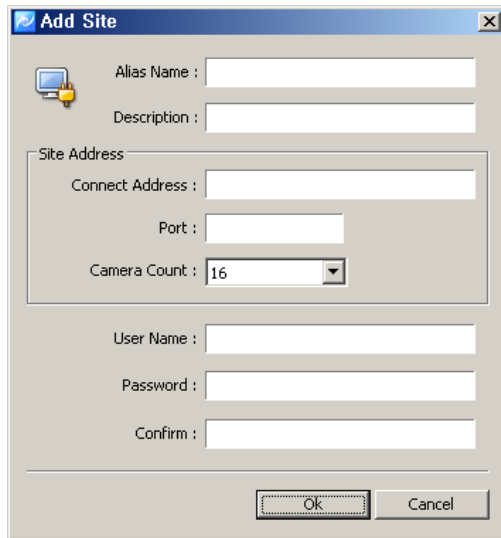 Add Site
Alias Name :
Description :
Site Address
Connect Address :
Port :
Camera Count : 16
User Name :
Password :
Confirm :
Ok Cancel